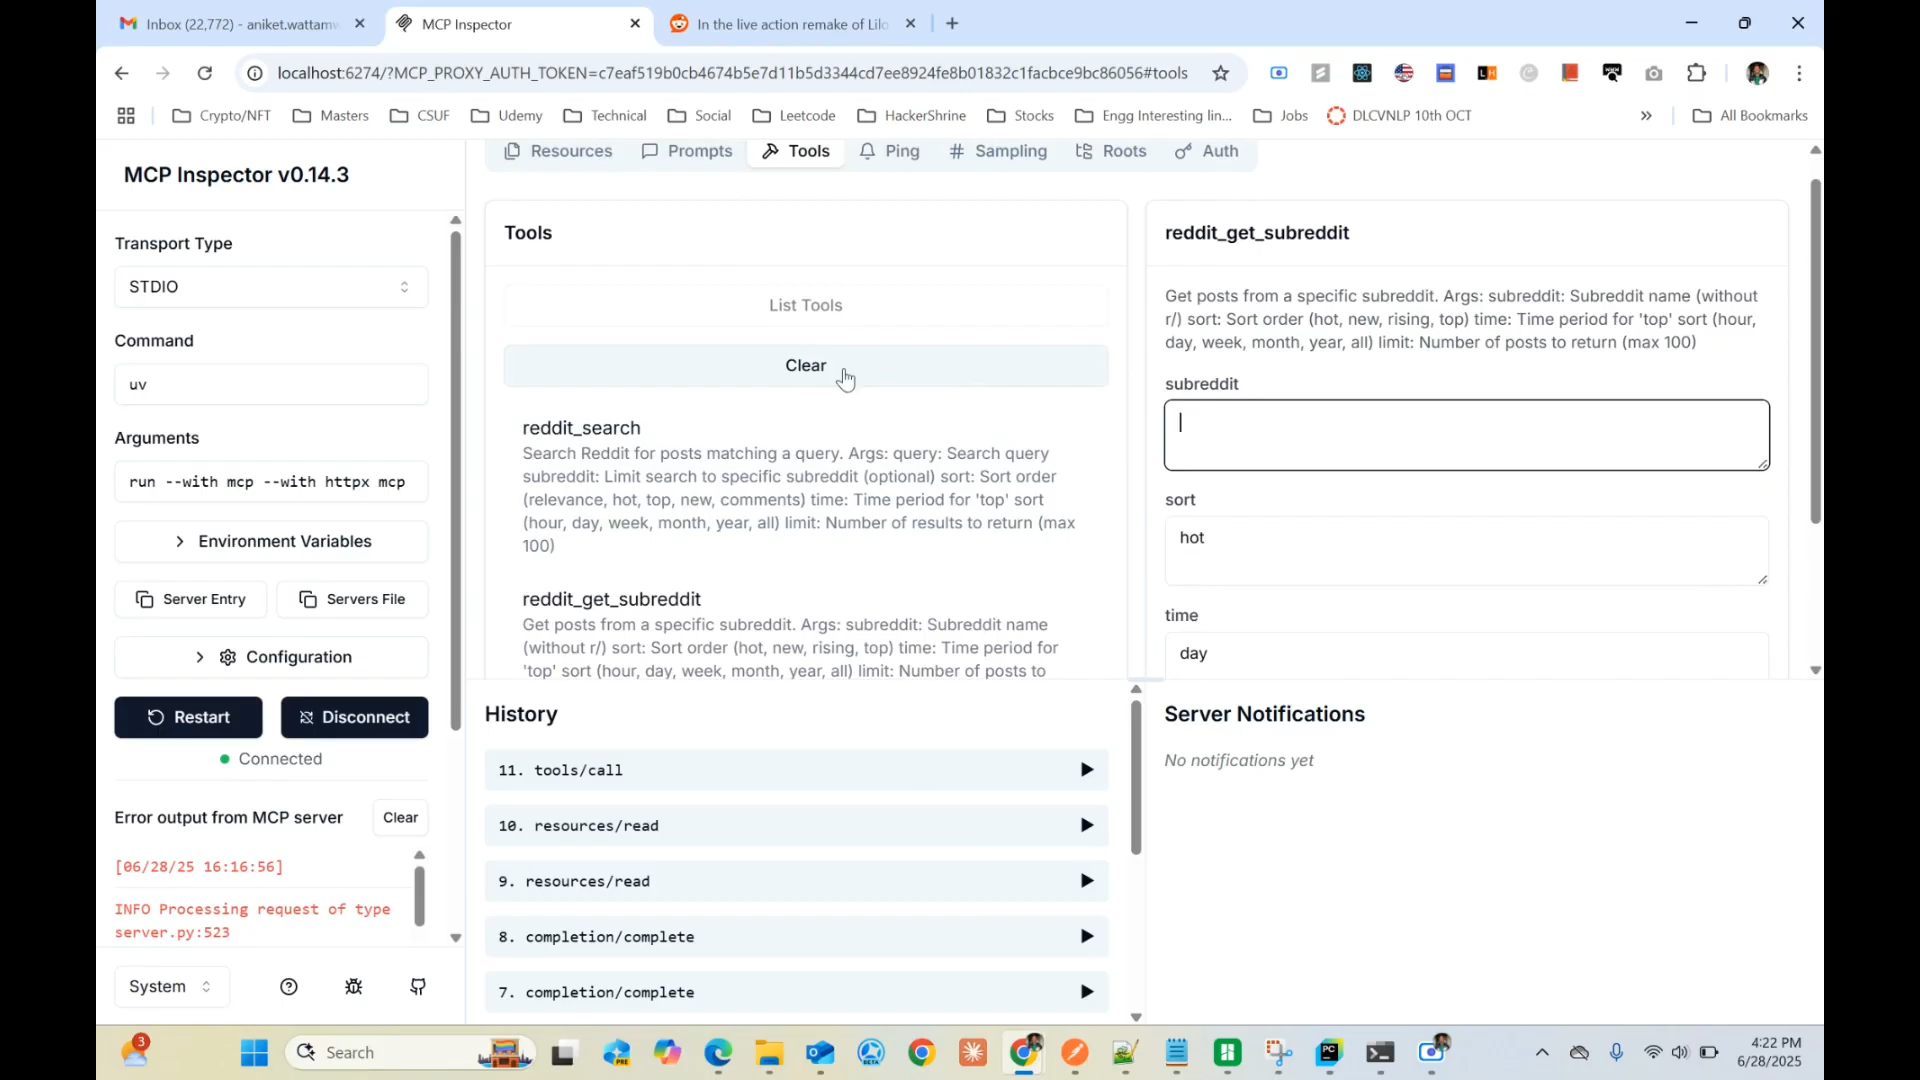 Inbox (22,772) - aniket.wattamw
MCP Inspector
In the live action remake of Lilo
localhost:6274/?MCP_PROXY_AUTH_TOKEN=c7eaf519b0cb4674b5e7d11b5d3344cd7ee8924fe8b01832c1facbce9bc86056#tools
Crypto/NFT
Masters
CSUF
Udemy
Technical
Social
Leetcode
HackerShrine
Stocks
Engg Interesting lin...
Jobs
DLCVNLP 10th OCT
All Bookmarks
MCP Inspector v0.14.3
Transport Type
STDIO
Command
uv
Arguments
run --with mcp --with httpx mcp
Environment Variables
Server Entry
Servers File
Configuration
Restart
Disconnect
Connected
Error output from MCP server
Clear
[06/28/25 16:16:56]
INFO Processing request of type
server.py:523
System
Resources
Prompts
Tools
Ping
Sampling
Roots
Auth
Tools
List Tools
Clear
reddit_search
Search Reddit for posts matching a query. Args: query: Search query
subreddit: Limit search to specific subreddit (optional) sort: Sort order
(relevance, hot, top, new, comments) time: Time period for 'top' sort
(hour, day, week, month, year, all) limit: Number of results to return (max
100)
reddit_get_subreddit
Get posts from a specific subreddit. Args: subreddit: Subreddit name
(without r/) sort: Sort order (hot, new, rising, top) time: Time period for
'top' sort (hour, day, week, month, year, all) limit: Number of posts to
reddit_get_subreddit
Get posts from a specific subreddit. Args: subreddit: Subreddit name (without
r/) sort: Sort order (hot, new, rising, top) time: Time period for 'top' sort (hour,
day, week, month, year, all) limit: Number of posts to return (max 100)
subreddit
sort
hot
time
day
History
11. tools/call
10. resources/read
9. resources/read
8. completion/complete
7. completion/complete
Server Notifications
No notifications yet
3
Search
PRE
BETA
PC
4:22 PM
6/28/2025